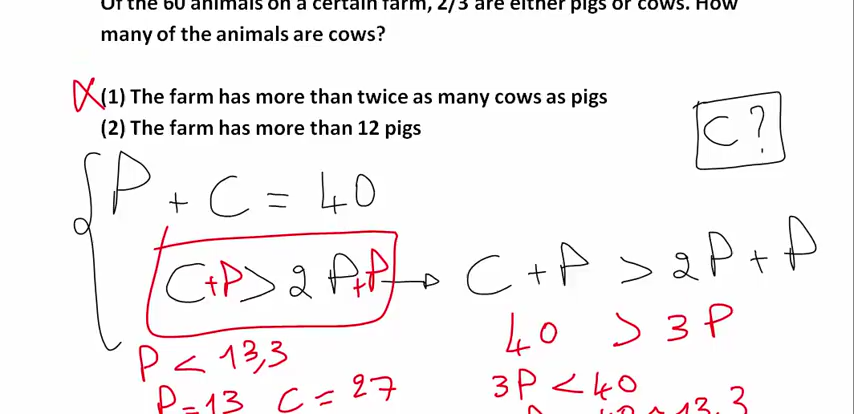 Of the 60 animals on a certain farm, 2/3 are either pigs or cows. How
many of the animals are cows?
(1) The farm has more than twice as many cows as pigs
(2) The farm has more than 12 pigs
C ?
P + C = 40
C+P > 2P+P → C + P > 2P + P
40 > 3P
P < 13,3
3P < 40
P=13 C = 27